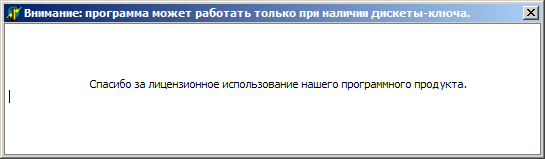 Внимание: программа может работать только при наличии дискеты-ключа.
Спасибо за лицензионное использование нашего программного продукта.